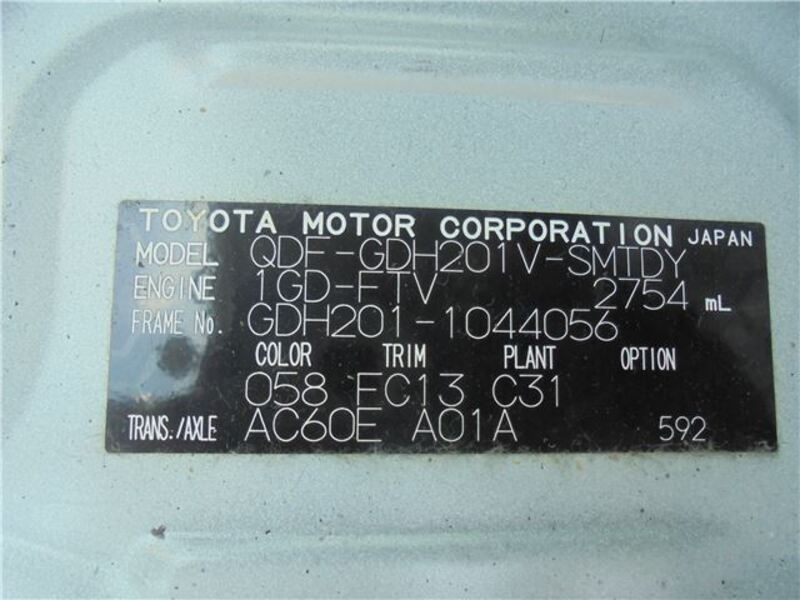 TOYOTA MOTOR CORPORATION JAPAN
MODEL QDF-GDH201V-SMTDY
ENGINE 1GD-FTV 2754 mL
FRAME No. GDH201-1044056
COLOR TRIM PLANT OPTION
058 FC13 C31
TRANS./AXLE AC60E A01A 592